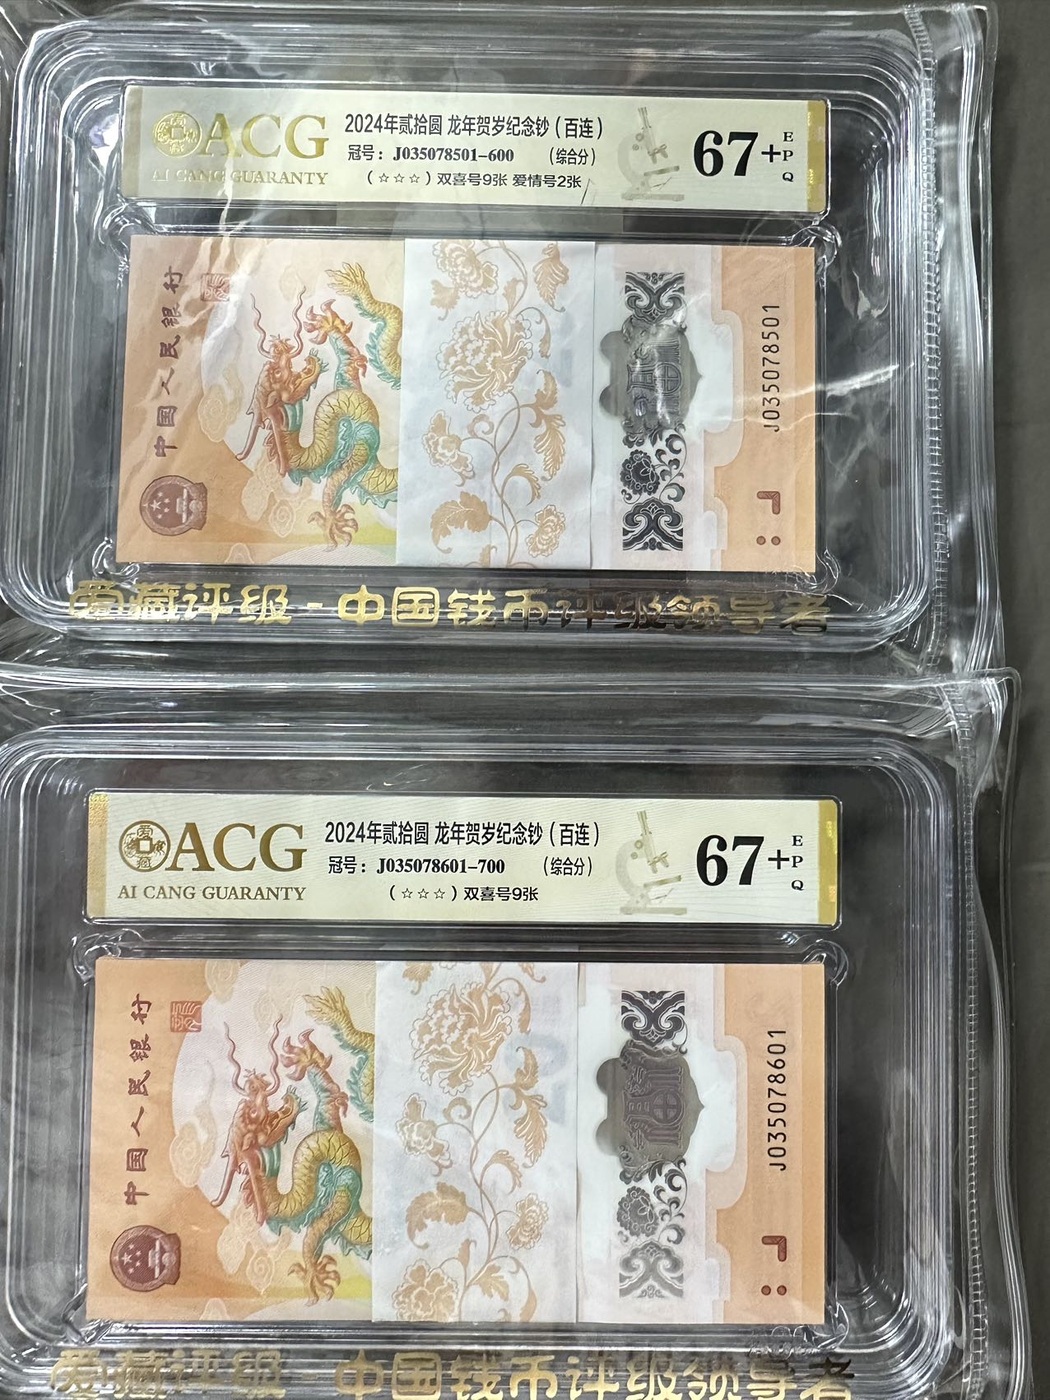 ACG
AI CANG GUARANTY
2024年贰拾圆 龙年贺岁纪念钞(百连)
冠号:J035078501-600 (综合分)
(☆☆☆)双喜号9张 爱情号2张
67+
EPQ
中国人民银行
J035078501
爱藏评级-中国钱币评级领导者
爱藏
ACG
AI CANG GUARANTY
2024年贰拾圆 龙年贺岁纪念钞(百连)
冠号:J035078601-700 (综合分)
(☆☆☆)双喜号9张
67+
EPQ
中国人民银行
J035078601
爱藏评级 中国钱币评级领导者